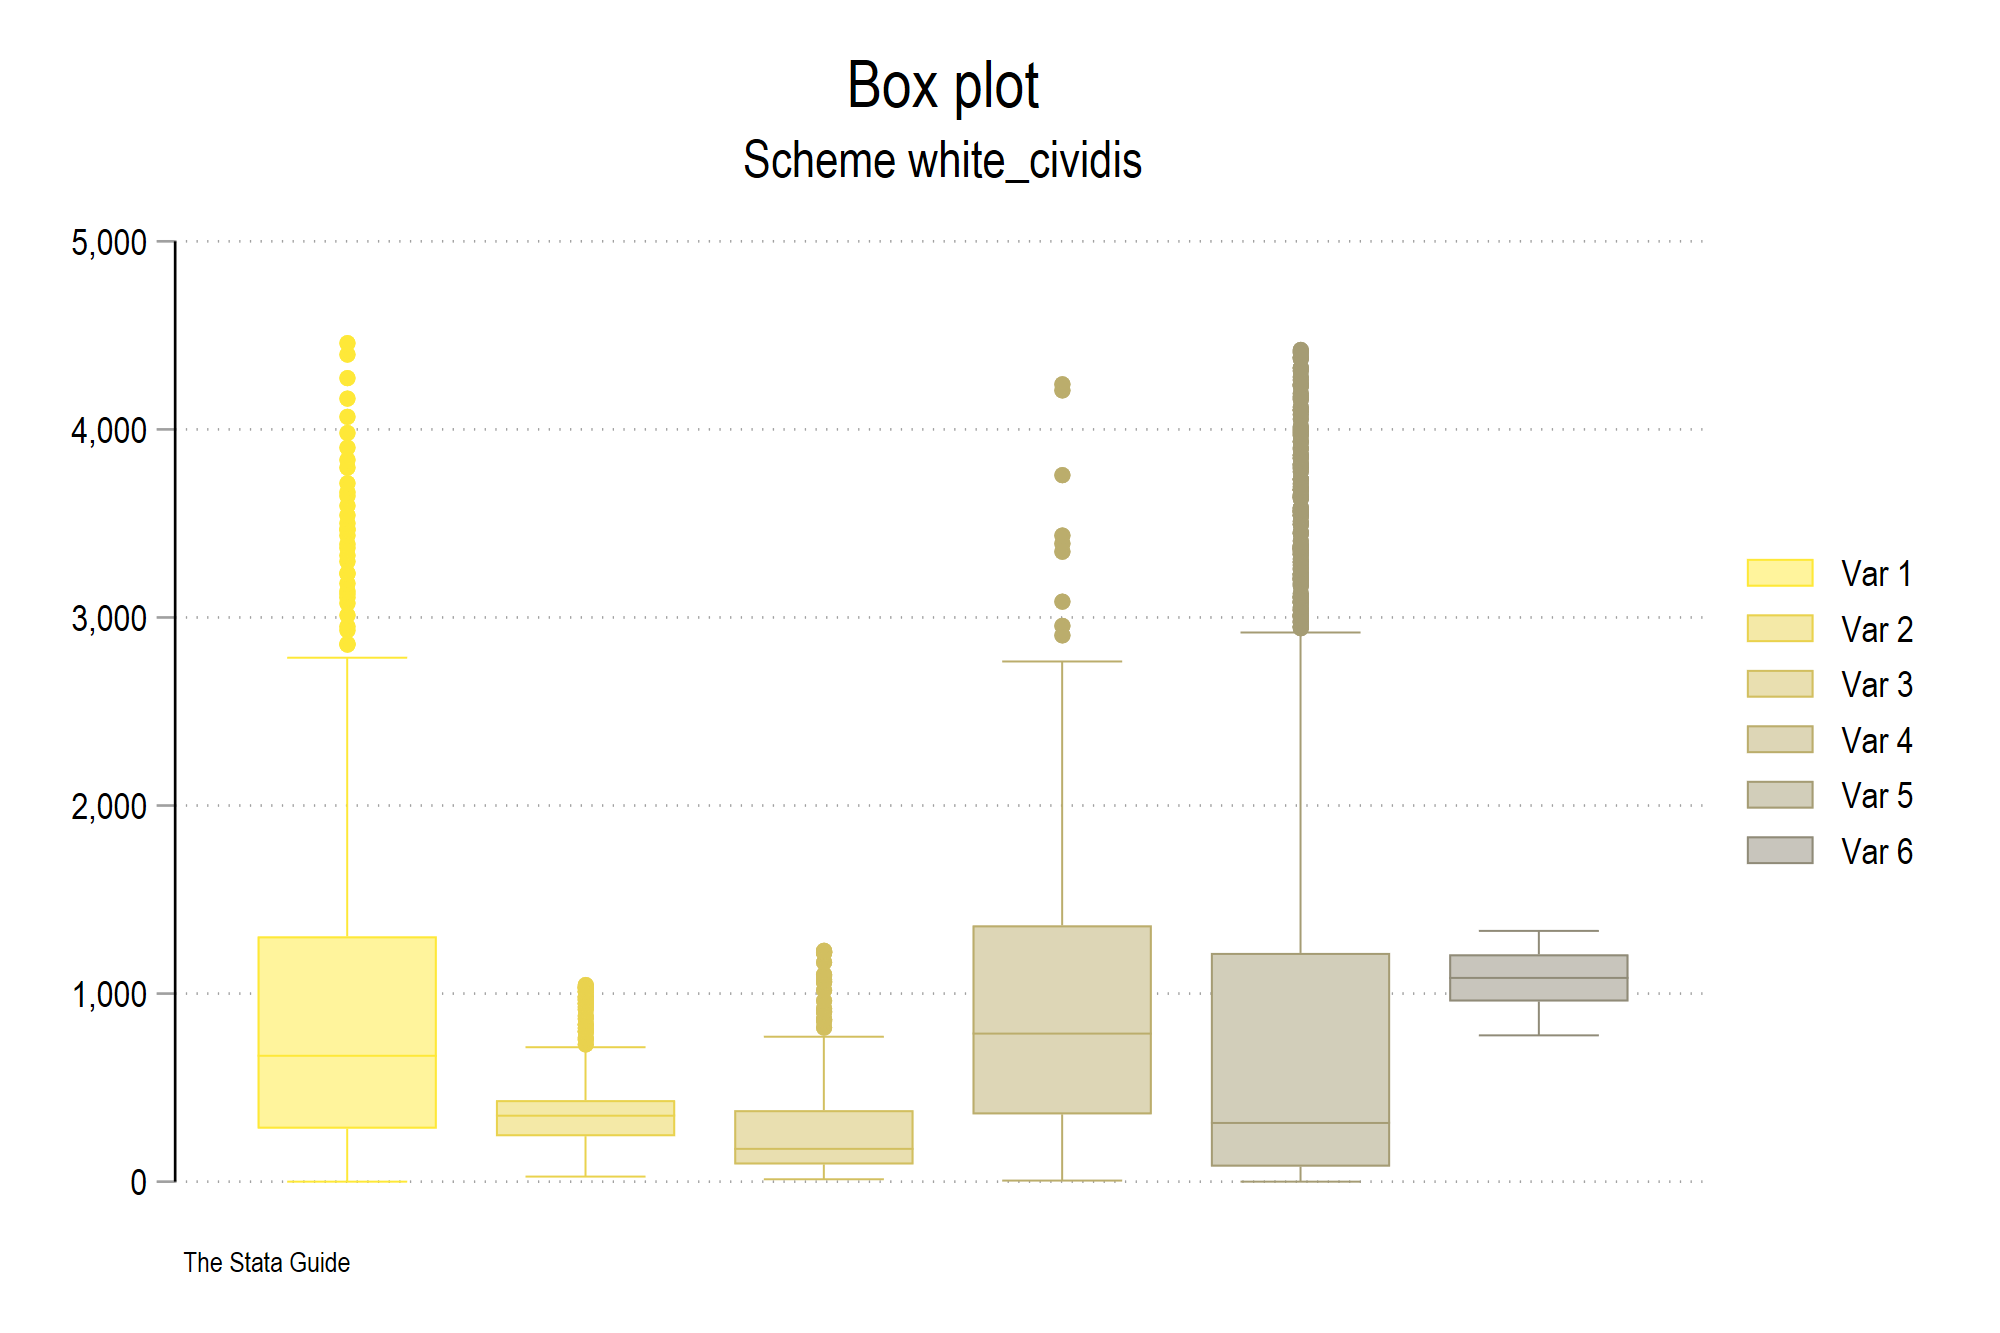 Box plot
Scheme white_cividis
5,000
4,000
3,000
2,000
1,000
0
Var 1
Var 2
Var 3
Var 4
Var 5
Var 6
The Stata Guide